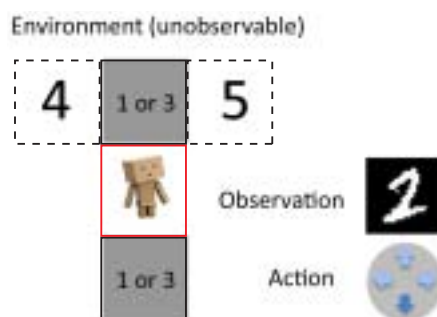 Environment (unobservable)
4
1 or 3
5
Observation
2
1 or 3
Action